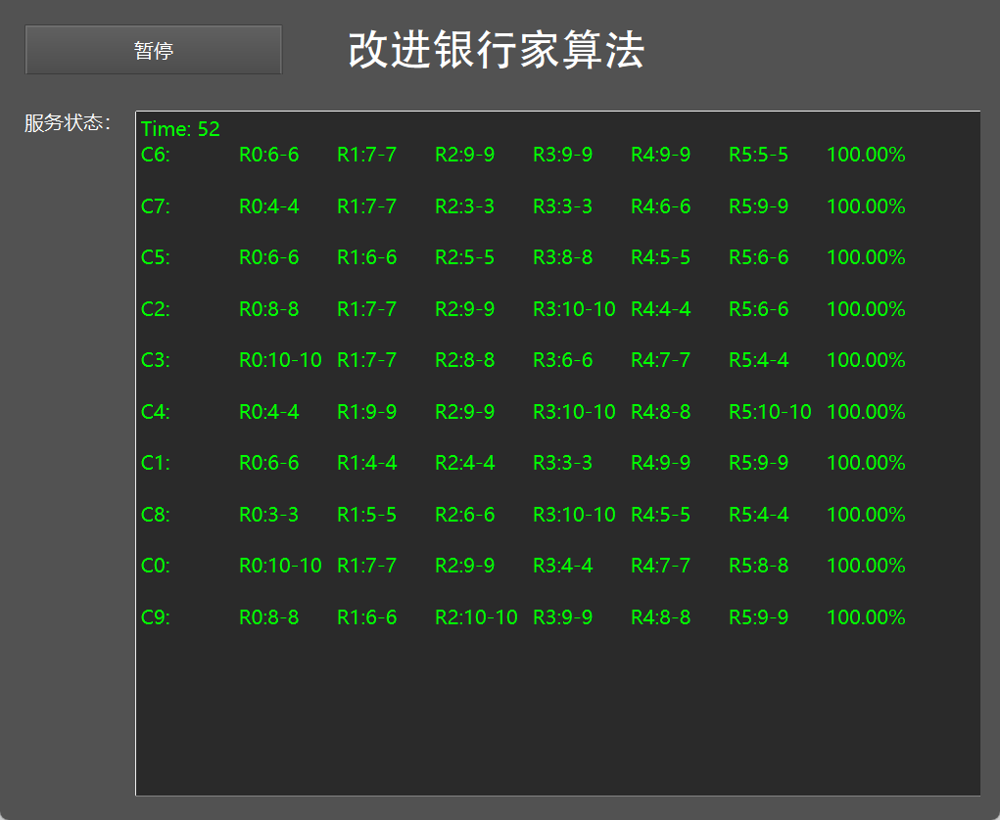 暂停
改进银行家算法
服务状态：
Time: 52
C6: R0:6-6 R1:7-7 R2:9-9 R3:9-9 R4:9-9 R5:5-5 100.00%
C7: R0:4-4 R1:7-7 R2:3-3 R3:3-3 R4:6-6 R5:9-9 100.00%
C5: R0:6-6 R1:6-6 R2:5-5 R3:8-8 R4:5-5 R5:6-6 100.00%
C2: R0:8-8 R1:7-7 R2:9-9 R3:10-10 R4:4-4 R5:6-6 100.00%
C3: R0:10-10 R1:7-7 R2:8-8 R3:6-6 R4:7-7 R5:4-4 100.00%
C4: R0:4-4 R1:9-9 R2:9-9 R3:10-10 R4:8-8 R5:10-10 100.00%
C1: R0:6-6 R1:4-4 R2:4-4 R3:3-3 R4:9-9 R5:9-9 100.00%
C8: R0:3-3 R1:5-5 R2:6-6 R3:10-10 R4:5-5 R5:4-4 100.00%
C0: R0:10-10 R1:7-7 R2:9-9 R3:4-4 R4:7-7 R5:8-8 100.00%
C9: R0:8-8 R1:6-6 R2:10-10 R3:9-9 R4:8-8 R5:9-9 100.00%